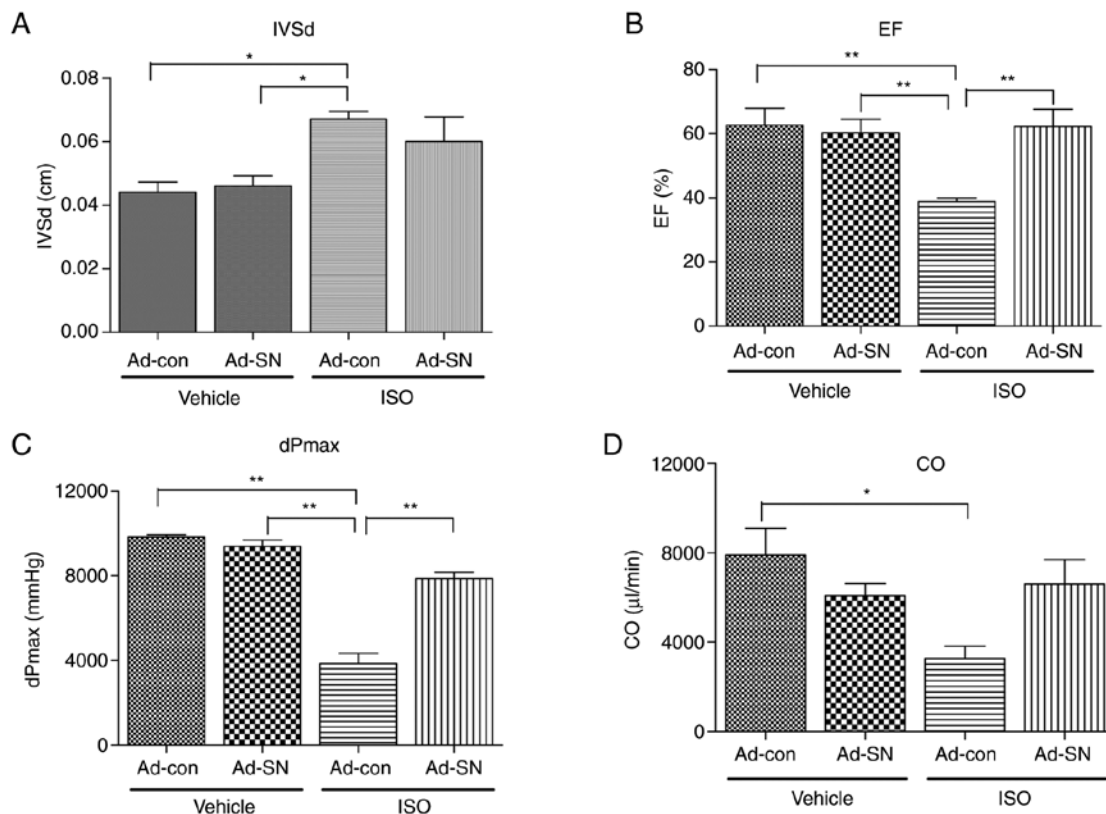 A
IVSd
IVSd (cm)
0.08
0.06
0.04
0.02
0.00
*
*
Ad-con Ad-SN Ad-con Ad-SN
Vehicle ISO
B
EF
EF (%)
80
60
40
20
0
**
** **
Ad-con Ad-SN Ad-con Ad-SN
Vehicle ISO
C
dPmax
dPmax (mmHg)
12000
8000
4000
0
**
** **
Ad-con Ad-SN Ad-con Ad-SN
Vehicle ISO
D
CO
CO (µl/min)
12000
8000
4000
0
*
Ad-con Ad-SN Ad-con Ad-SN
Vehicle ISO